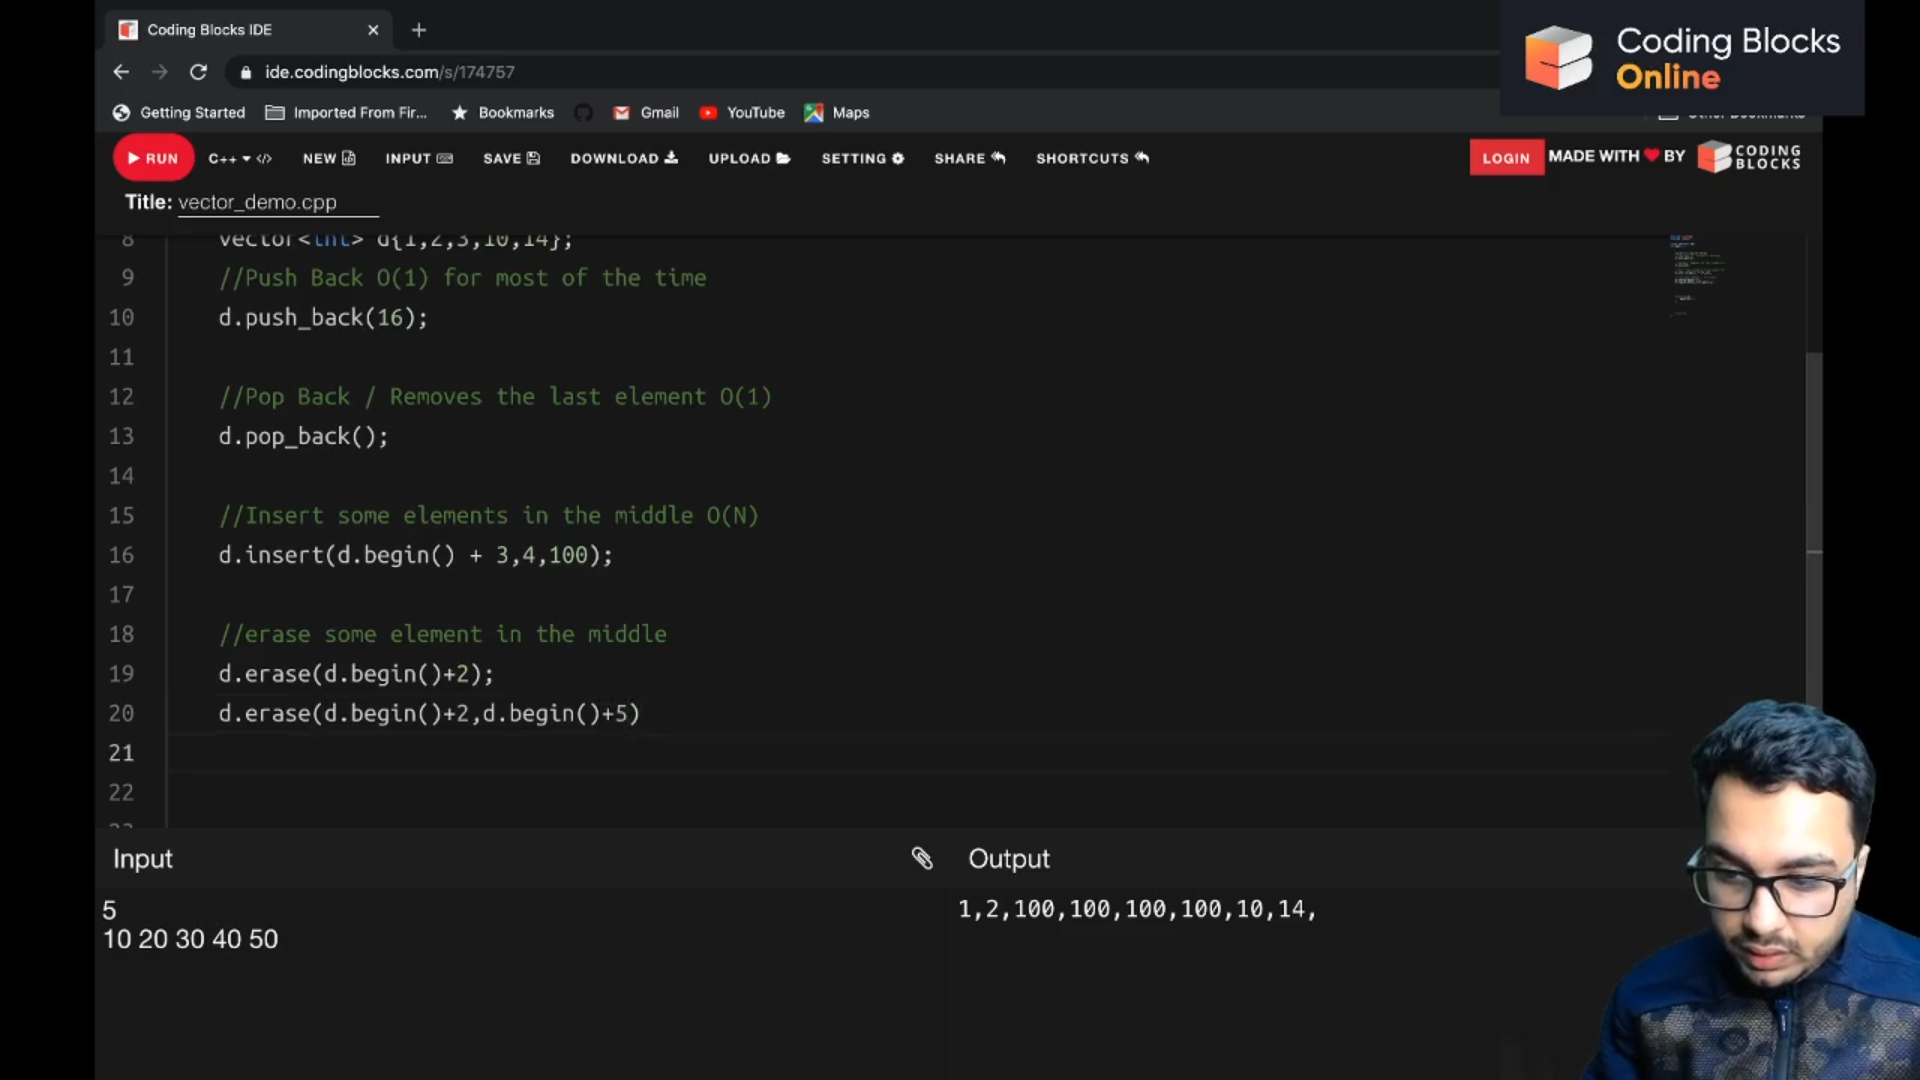 Coding Blocks IDE
Coding Blocks
Online
ide.codingblocks.com/s/174757
Getting Started Imported From Fir... Bookmarks Gmail YouTube Maps
RUN C++ NEW INPUT SAVE DOWNLOAD UPLOAD SETTING SHARE SHORTCUTS LOGIN MADE WITH BY CODING BLOCKS
Title: vector_demo.cpp
8 vector<int> d{1,2,3,10,14};
9 //Push Back O(1) for most of the time
10 d.push_back(16);
11
12 //Pop Back / Removes the last element O(1)
13 d.pop_back();
14
15 //Insert some elements in the middle O(N)
16 d.insert(d.begin() + 3,4,100);
17
18 //erase some element in the middle
19 d.erase(d.begin()+2);
20 d.erase(d.begin()+2,d.begin()+5)
21
22
Input Output
5
10 20 30 40 50
1,2,100,100,100,100,10,14,